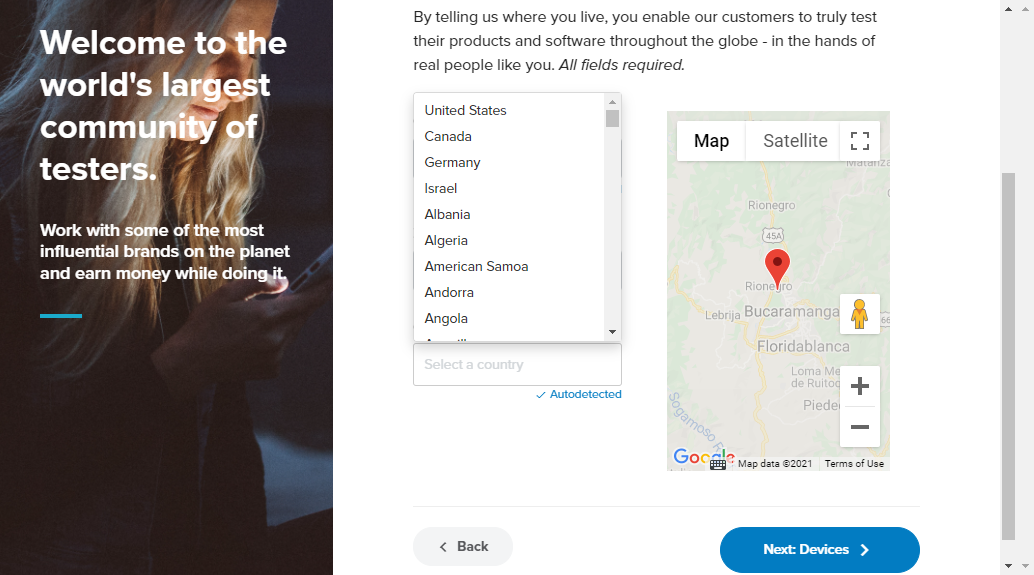 Welcome to the
world's largest
community of
testers.
Work with some of the most
influential brands on the planet
and earn money while doing it.
By telling us where you live, you enable our customers to truly test
their products and software throughout the globe - in the hands of
real people like you. All fields required.
United States
Canada
Germany
Israel
Albania
Algeria
American Samoa
Andorra
Angola
Select a country
Autodetected
Map
Satellite
Matanza
Rionegro
45A
Rionegro
Lebrija
Bucaramanga
66
Floridablanca
Loma Me
de Ruitoq
Piede
Sogamoso R
Google
Map data ©2021
Terms of Use
Back
Next: Devices